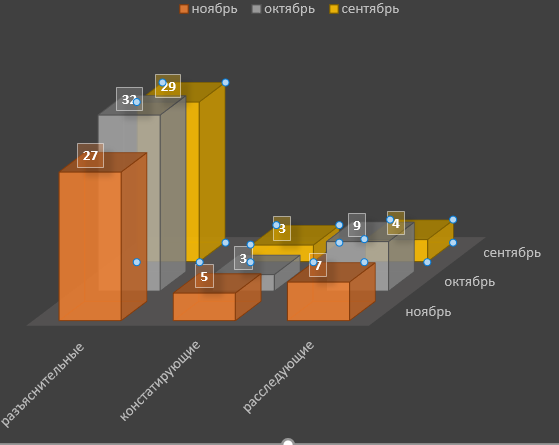 ноябрь октябрь сентябрь
29
32
27
3
9
4
3
5
7
сентябрь
октябрь
ноябрь
разъяснительные
констатирующие
расследующие